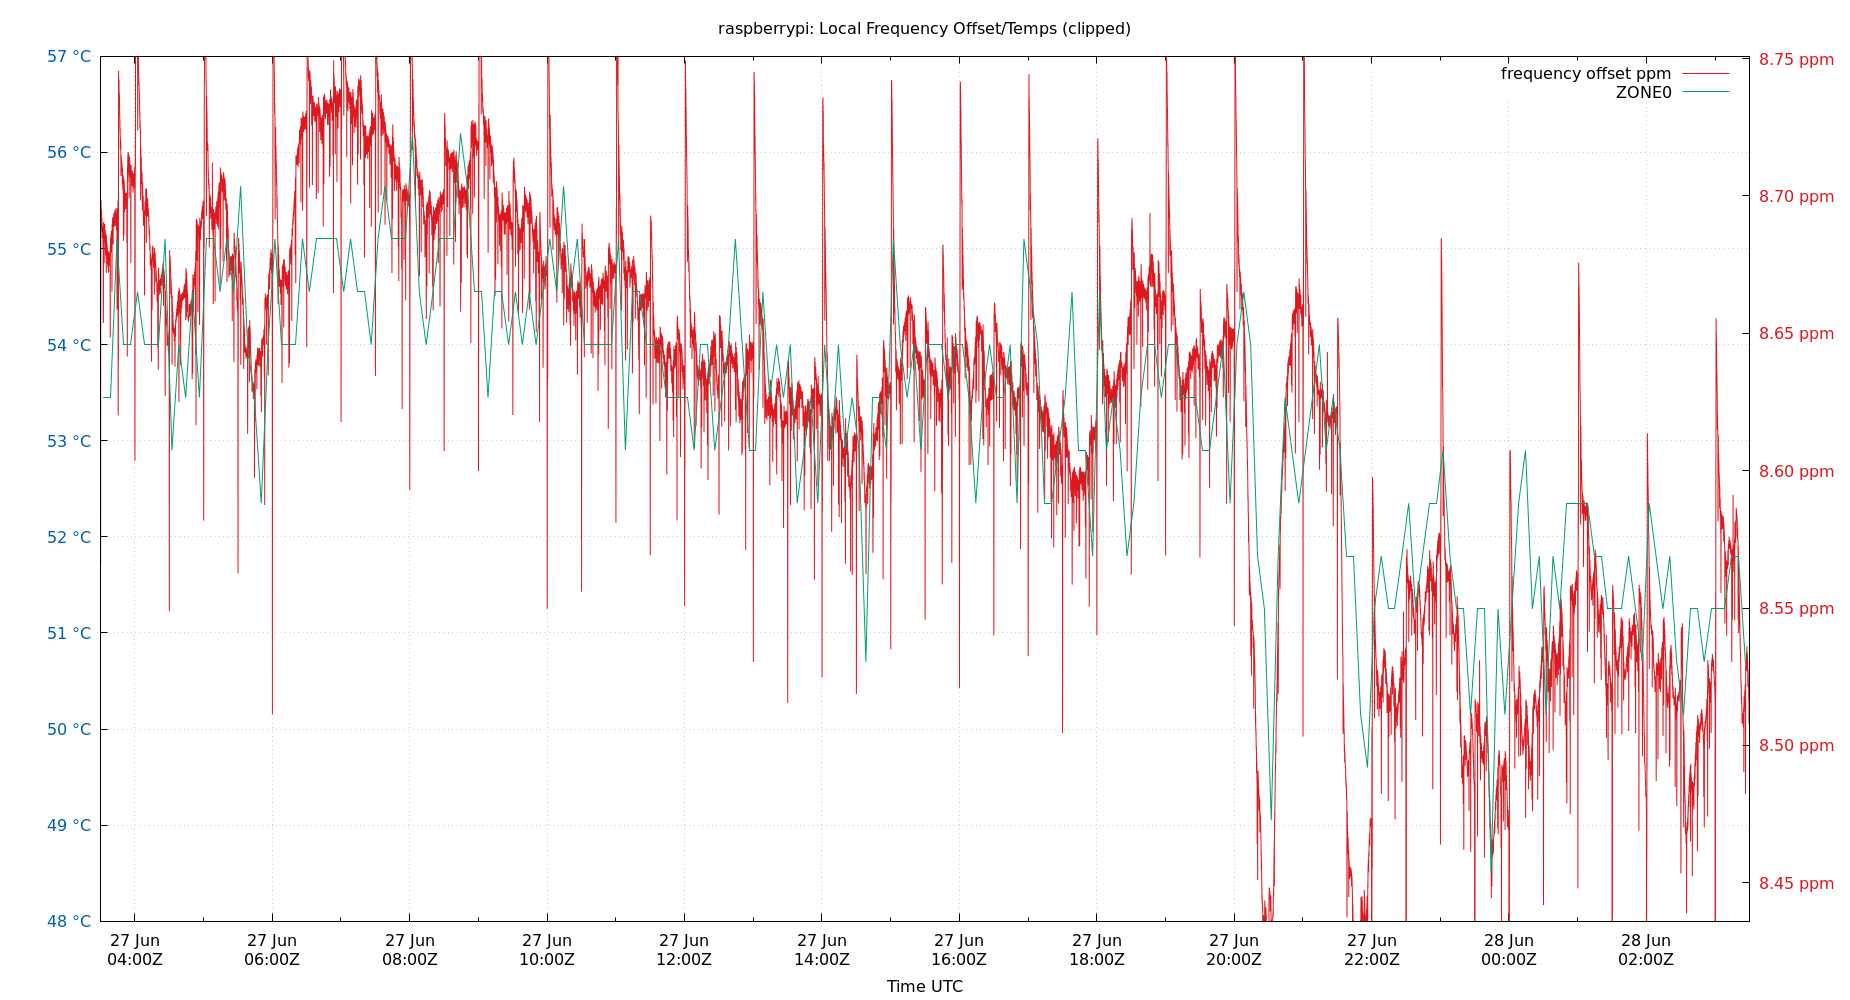 raspberrypi: Local Frequency Offset/Temps (clipped)
57 °C
56 °C
55 °C
54 °C
53 °C
52 °C
51 °C
50 °C
49 °C
48 °C
8.75 ppm
8.70 ppm
8.65 ppm
8.60 ppm
8.55 ppm
8.50 ppm
8.45 ppm
frequency offset ppm
ZONE0
27 Jun
04:00Z
27 Jun
06:00Z
27 Jun
08:00Z
27 Jun
10:00Z
27 Jun
12:00Z
27 Jun
14:00Z
27 Jun
16:00Z
27 Jun
18:00Z
27 Jun
20:00Z
27 Jun
22:00Z
28 Jun
00:00Z
28 Jun
02:00Z
Time UTC